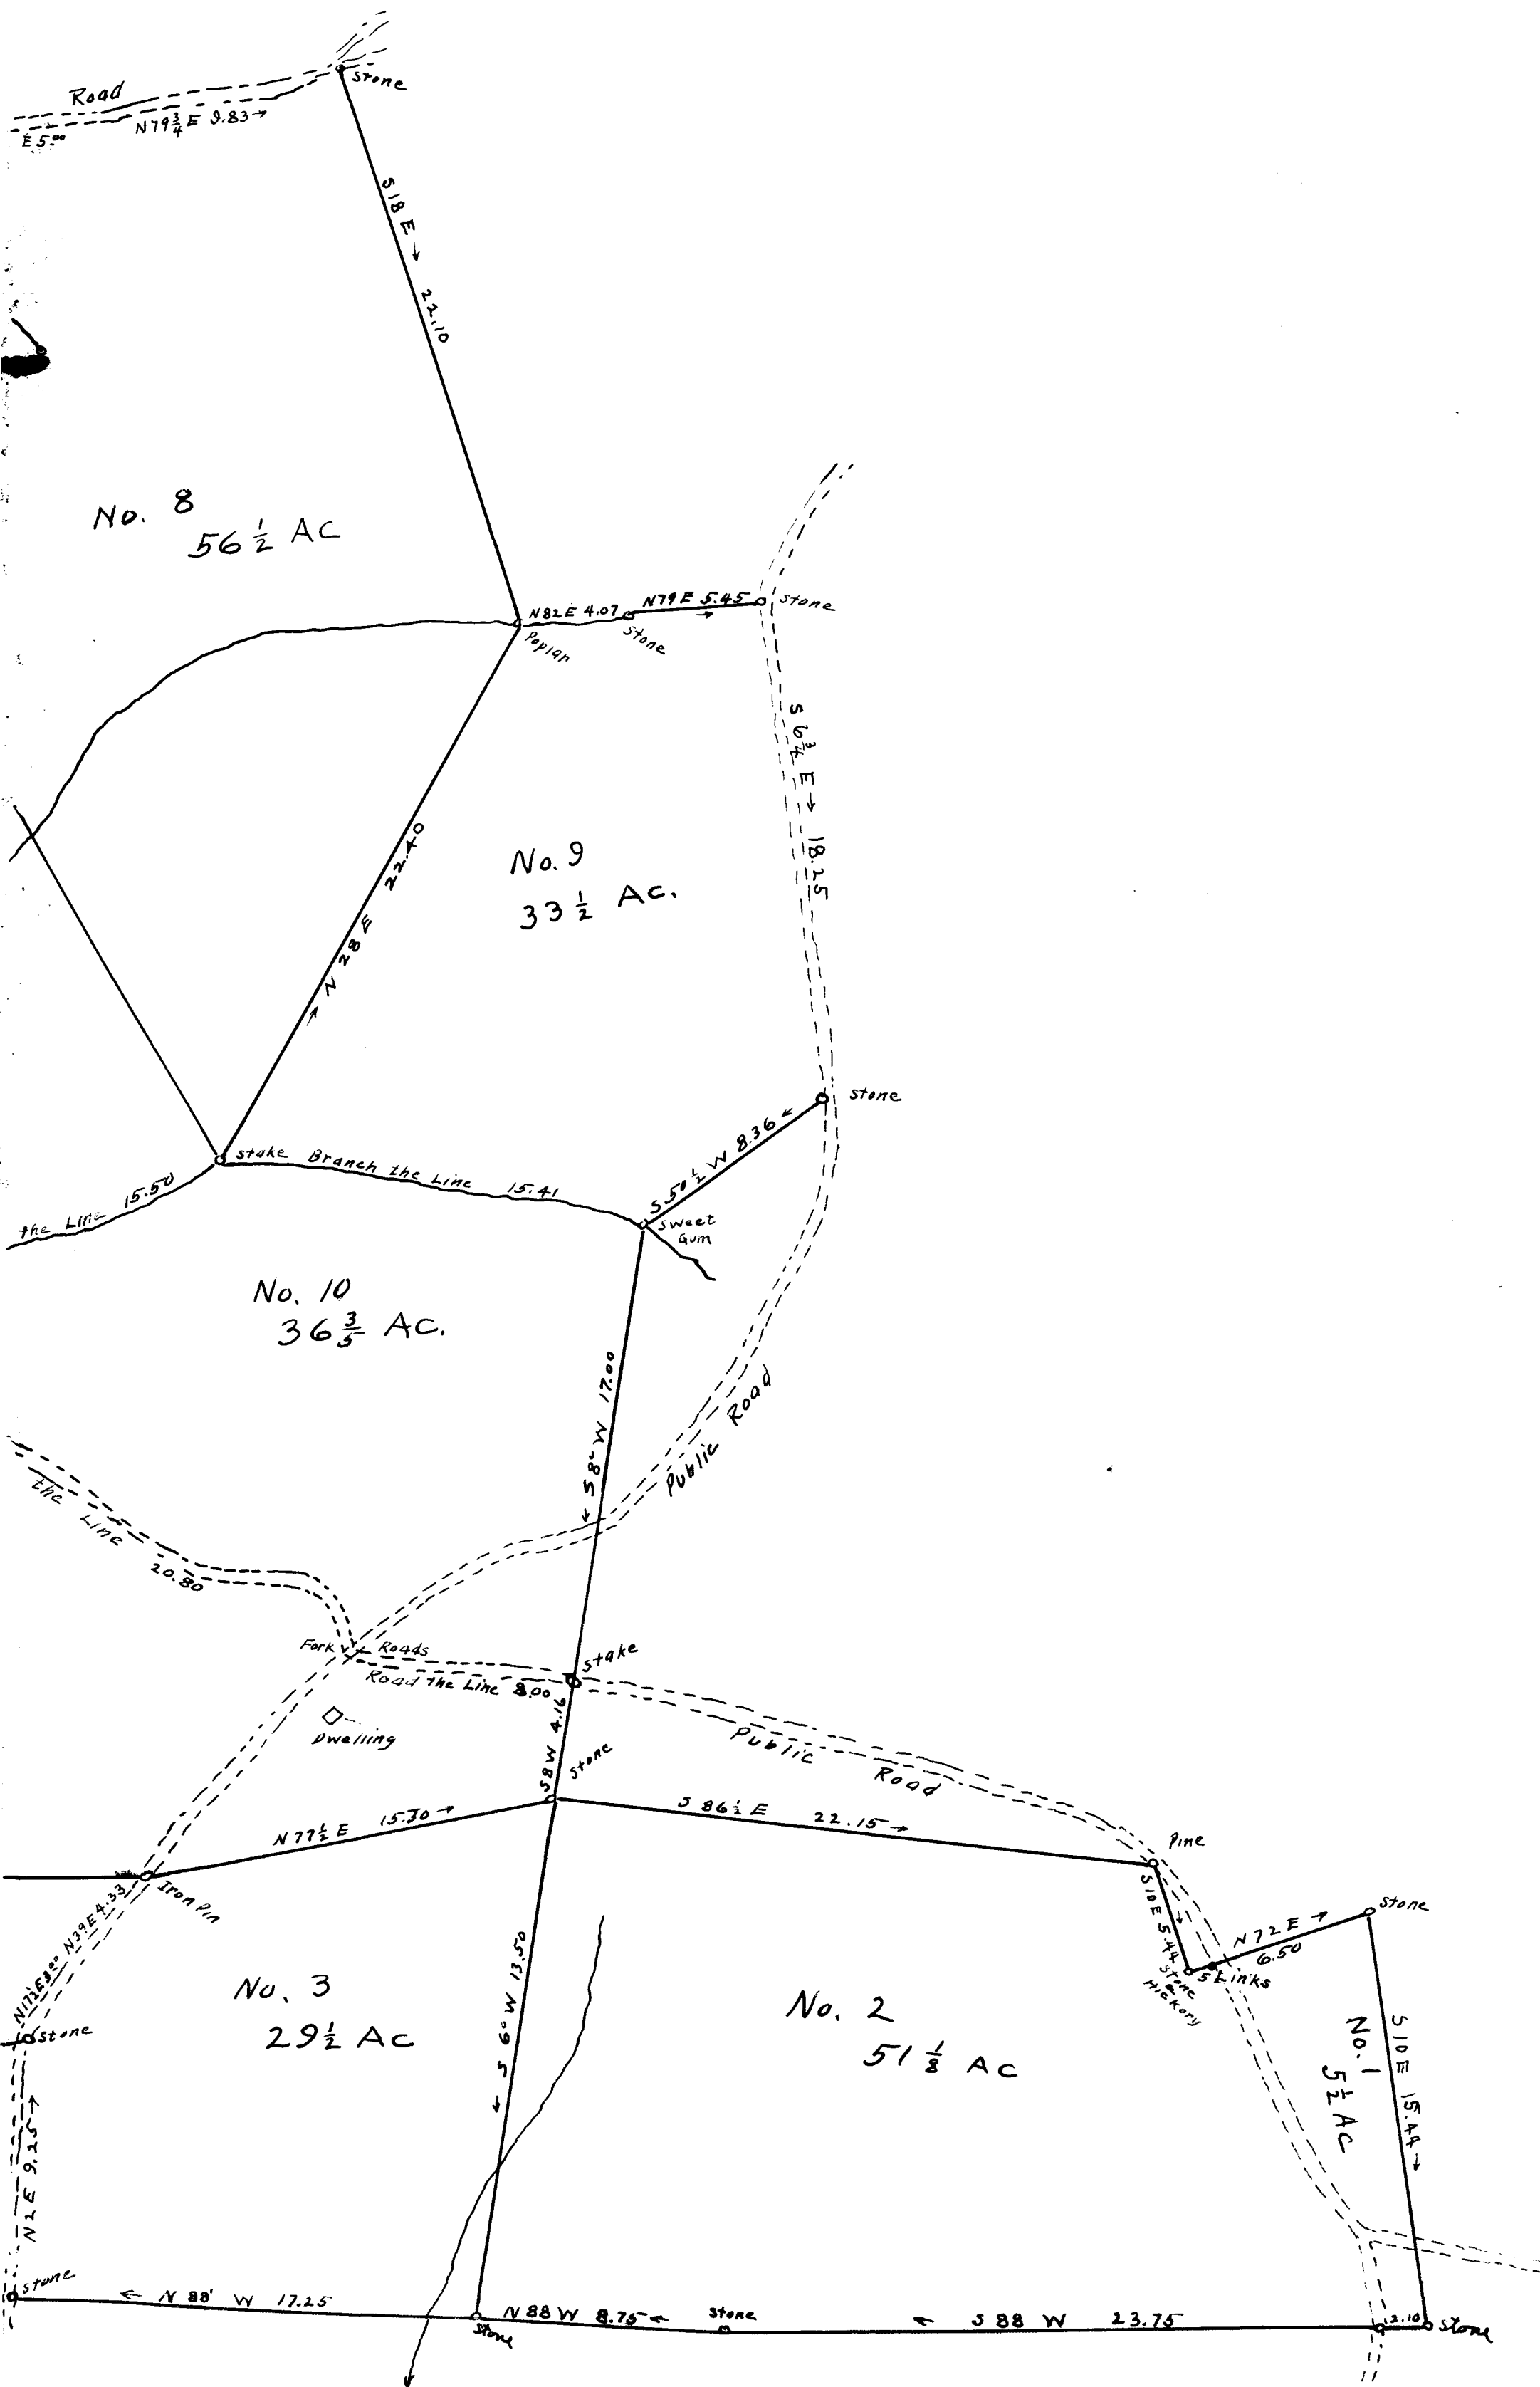 Road
stone
E 5.00
N 79 3/4 E 9.83 →
S 18 E → 22.10
No. 8
56 1/2 AC
N 82 E 4.07
N 79 E 5.45
→
stone
Poplar
stone
S 6 3/4 E → 18.25
No. 9
33 1/2 AC.
→ N 28 E 22.40
stone
S 50 1/2 W 8.36 ←
stake Branch the Line 15.41
the Line 15.50
sweet
Gum
No. 10
36 3/5 AC.
← S 8° W 17.00
Public Road
the Line 20.80
Fork Roads
stake
Road the Line 8.00
S 8 W 4.16
Dwelling
Public Road
stone
N 77 1/2 E 15.30 →
S 86 1/2 E 22.15 →
Pine
Iron Pin
N 39 E 4.33
S 10 E 5.44 →
stone
N 72 E →
6.50
5 Links
stone &
Hickory
No. 3
29 1/2 AC
← S 6° W 13.50
No. 2
51 1/8 AC
No. 1
5 1/2 AC
S 10 E 15.44 →
stone
N 2 E 9.25 →
stone
← N 88' W 17.25
N 88 W 8.75 ←
stone
← S 88 W 23.75
2.10
stone
stone